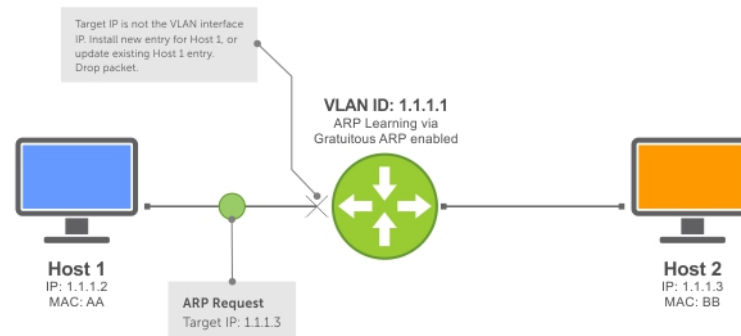 Target IP is not the VLAN interface
IP. Install new entry for Host 1, or
update existing Host 1 entry.
Drop packet.
VLAN ID: 1.1.1.1
ARP Learning via
Gratuitous ARP enabled
Host 1
IP: 1.1.1.2
MAC: AA
ARP Request
Target IP: 1.1.1.3
Host 2
IP: 1.1.1.3
MAC: BB